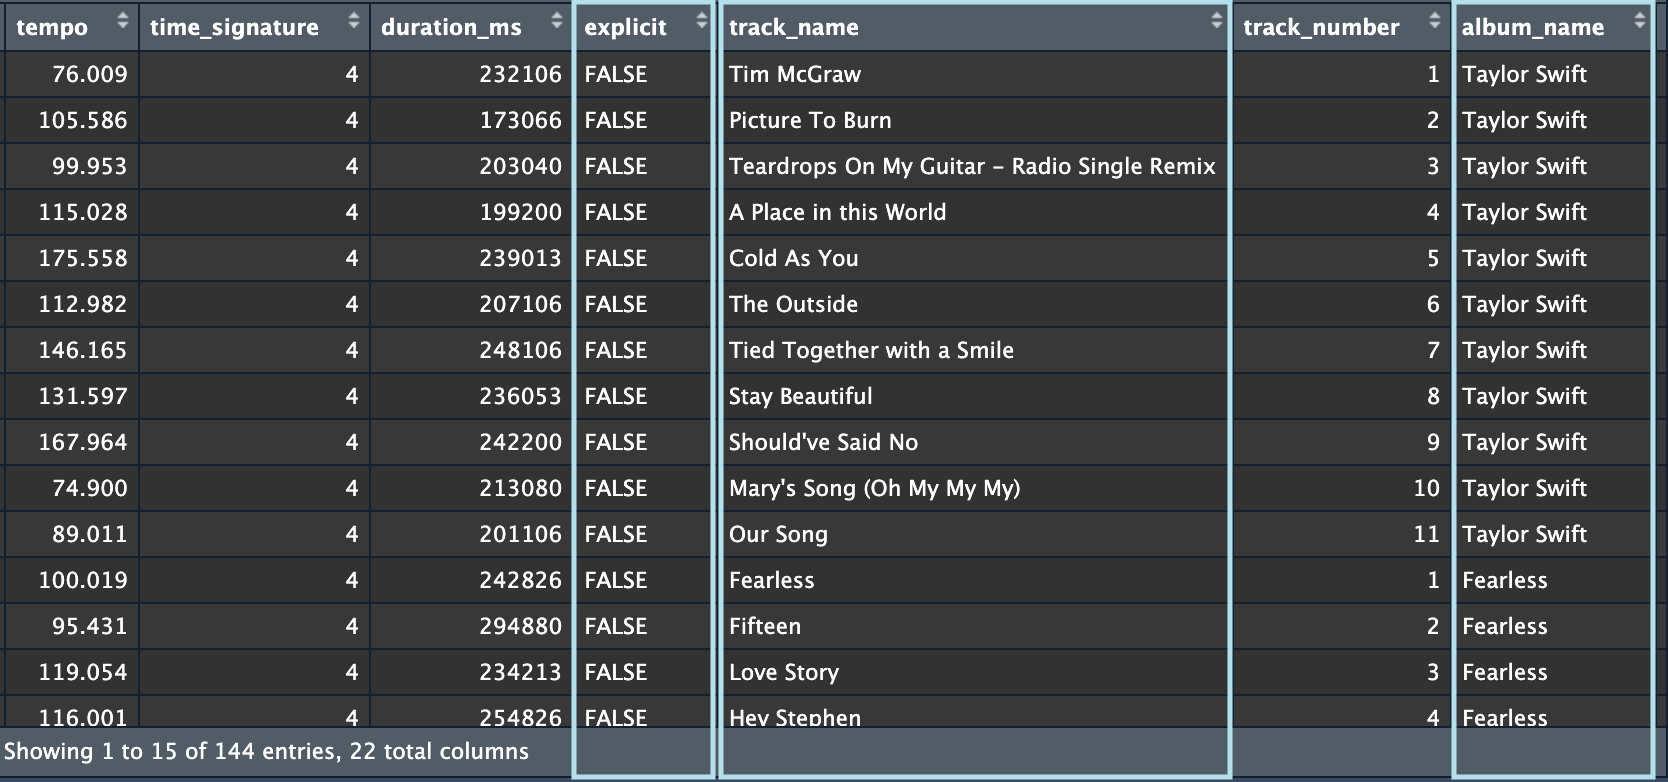 tempo time_signature duration_ms explicit track_name track_number album_name
76.009 4 232106 FALSE Tim McGraw 1 Taylor Swift
105.586 4 173066 FALSE Picture To Burn 2 Taylor Swift
99.953 4 203040 FALSE Teardrops On My Guitar – Radio Single Remix 3 Taylor Swift
115.028 4 199200 FALSE A Place in this World 4 Taylor Swift
175.558 4 239013 FALSE Cold As You 5 Taylor Swift
112.982 4 207106 FALSE The Outside 6 Taylor Swift
146.165 4 248106 FALSE Tied Together with a Smile 7 Taylor Swift
131.597 4 236053 FALSE Stay Beautiful 8 Taylor Swift
167.964 4 242200 FALSE Should've Said No 9 Taylor Swift
74.900 4 213080 FALSE Mary's Song (Oh My My My) 10 Taylor Swift
89.011 4 201106 FALSE Our Song 11 Taylor Swift
100.019 4 242826 FALSE Fearless 1 Fearless
95.431 4 294880 FALSE Fifteen 2 Fearless
119.054 4 234213 FALSE Love Story 3 Fearless
116.001 4 254826 FALSE Hey Stephen 4 Fearless
Showing 1 to 15 of 144 entries, 22 total columns